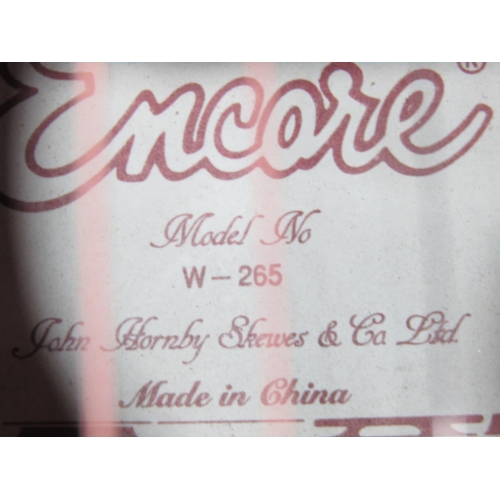 Encore®
Model No
W-265
John Hornby Skewes & Co Ltd.
Made in China